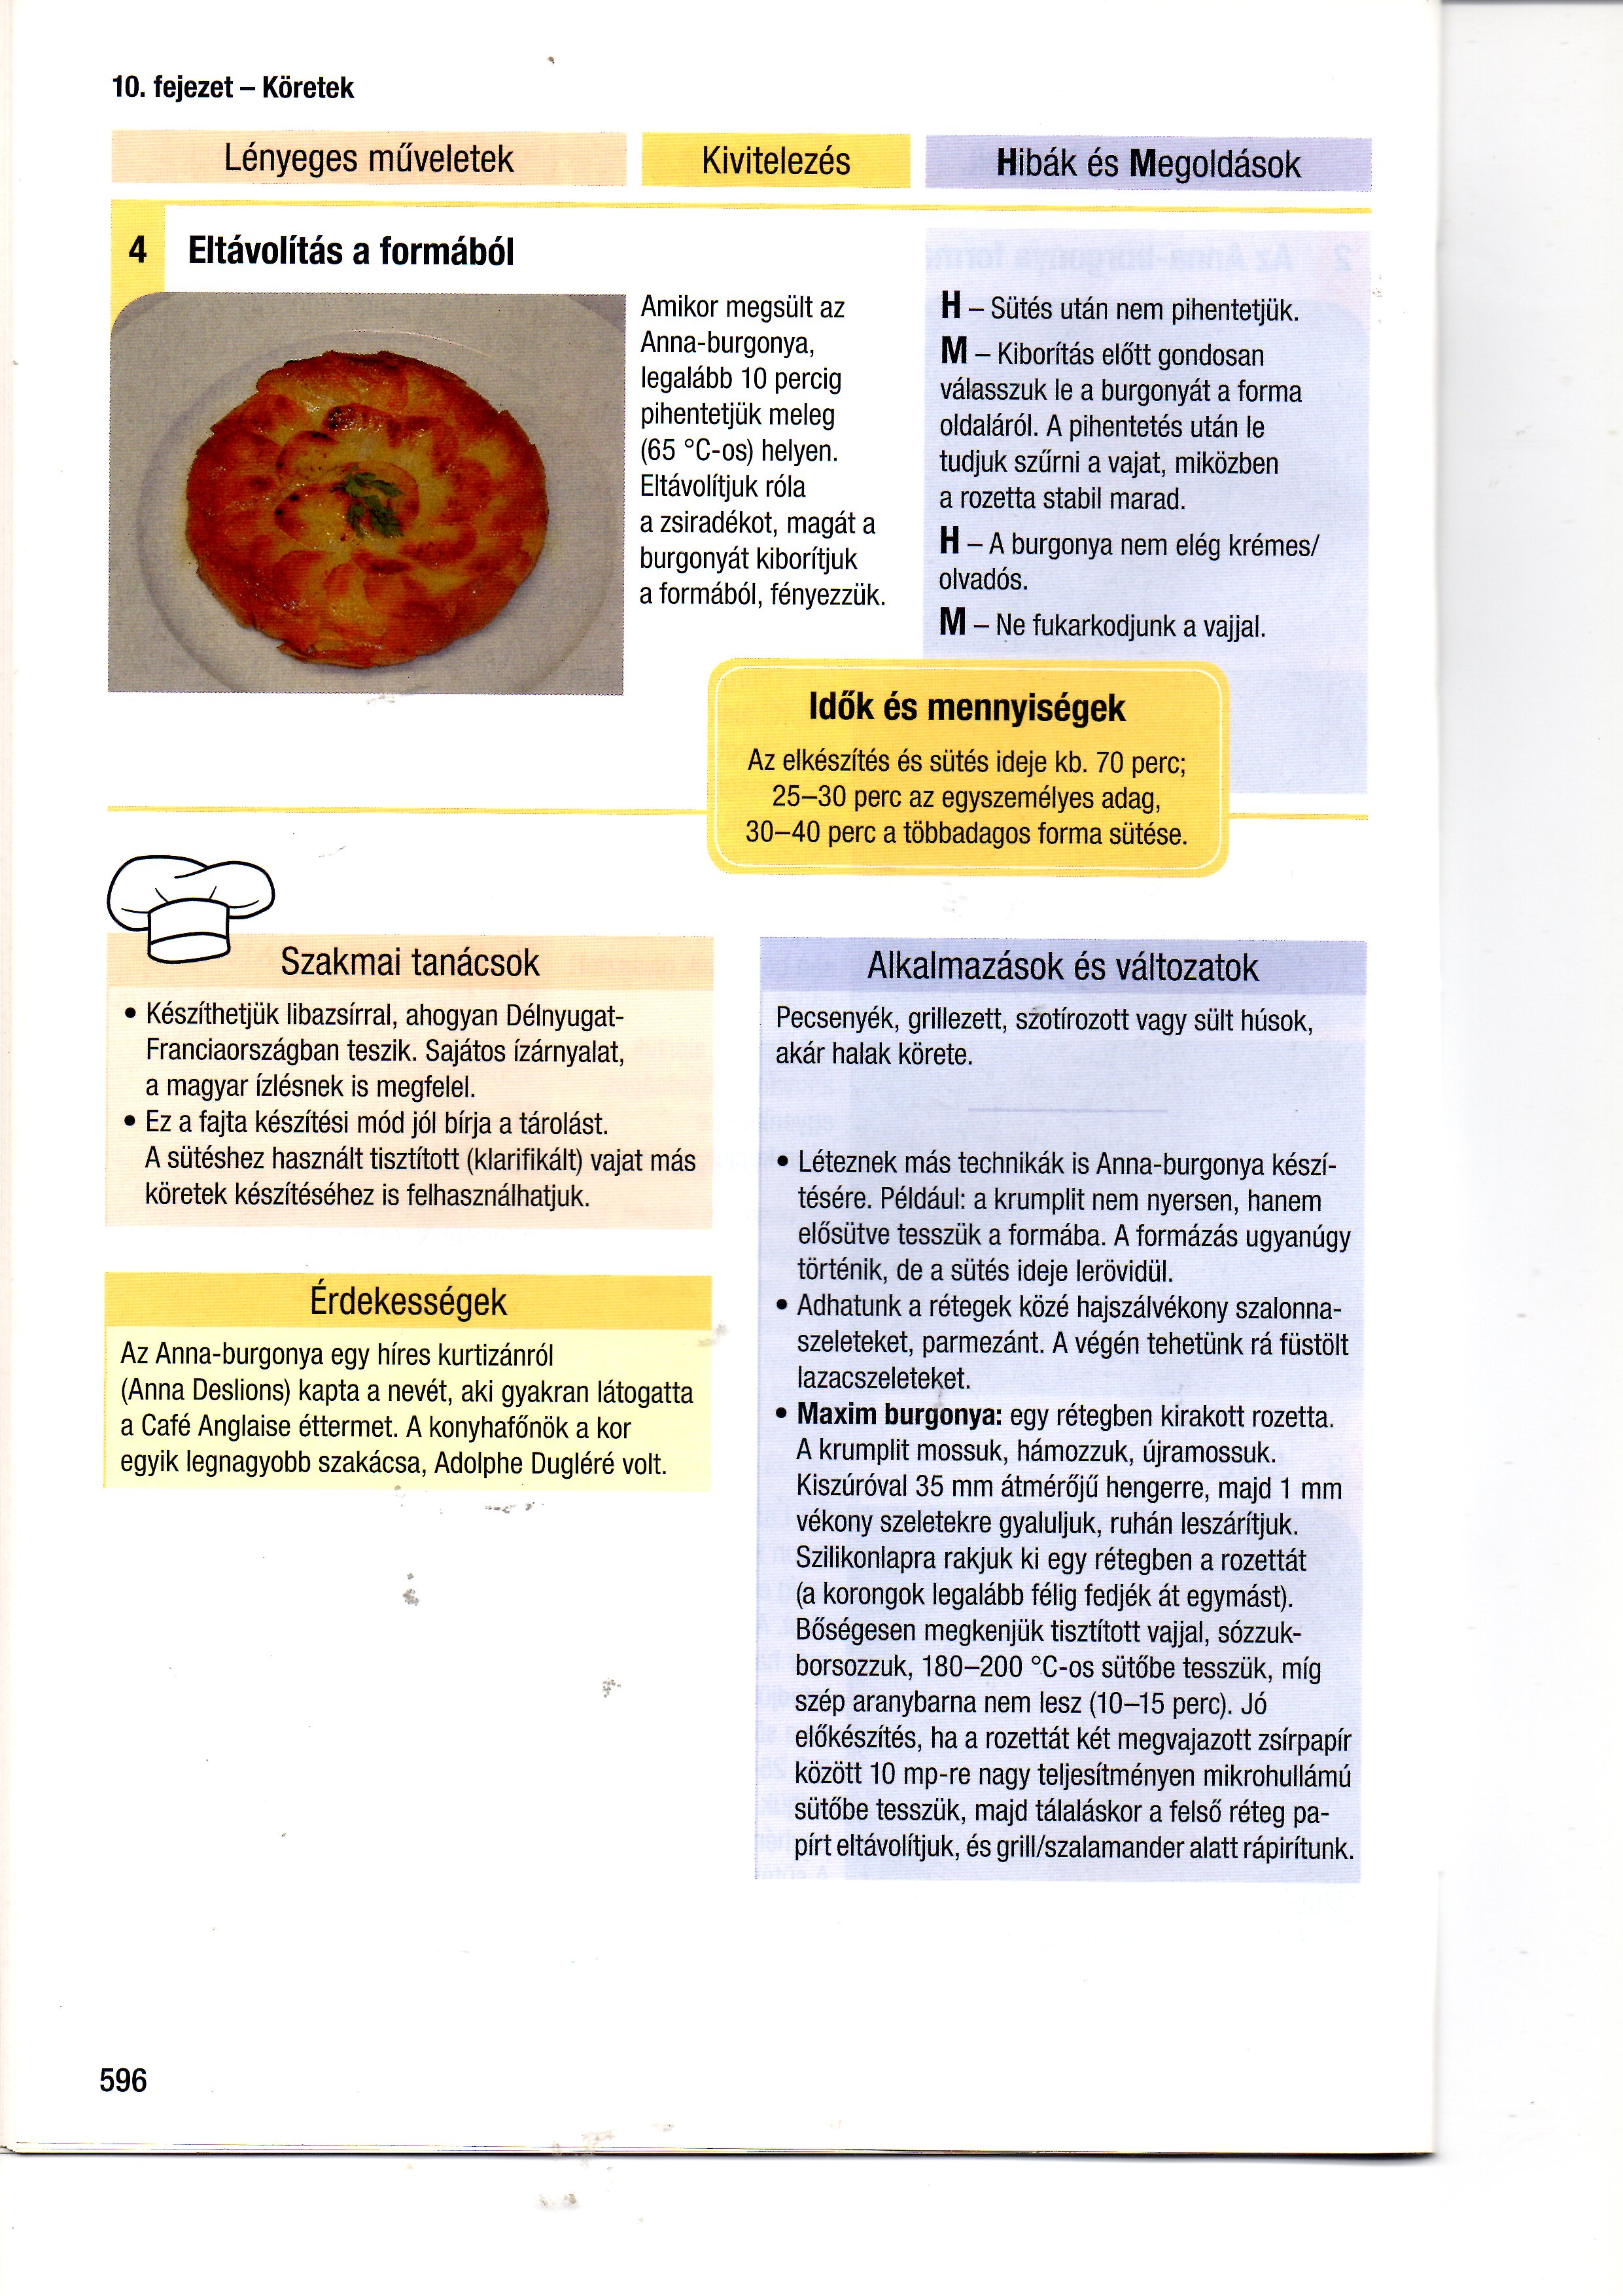 10. fejezet – Köretek
Lényeges műveletek
Kivitelezés
Hibák és Megoldások
4 Eltávolítás a formából
Amikor megsült az
Anna-burgonya,
legalább 10 percig
pihentetjük meleg
(65 °C-os) helyen.
Eltávolítjuk róla
a zsiradékot, magát a
burgonyát kiborítjuk
a formából, fényezzük.
H – Sütés után nem pihentetjük.
M – Kiborítás előtt gondosan
válasszuk le a burgonyát a forma
oldaláról. A pihentetés után le
tudjuk szűrni a vajat, miközben
a rozetta stabil marad.
H – A burgonya nem elég krémes/
olvadós.
M – Ne fukarkodjunk a vajjal.
Idők és mennyiségek
Az elkészítés és sütés ideje kb. 70 perc;
25–30 perc az egyszemélyes adag,
30–40 perc a többadagos forma sütése.
Szakmai tanácsok
• Készíthetjük libazsírral, ahogyan Délnyugat-
Franciaországban teszik. Sajátos ízárnyalat,
a magyar ízlésnek is megfelel.
• Ez a fajta készítési mód jól bírja a tárolást.
A sütéshez használt tisztított (klarifikált) vajat más
köretek készítéséhez is felhasználhatjuk.
Érdekességek
Az Anna-burgonya egy híres kurtizánról
(Anna Deslions) kapta a nevét, aki gyakran látogatta
a Café Anglaise éttermet. A konyhafőnök a kor
egyik legnagyobb szakácsa, Adolphe Dugléré volt.
Alkalmazások és változatok
Pecsenyék, grillezett, szotírozott vagy sült húsok,
akár halak körete.
• Léteznek más technikák is Anna-burgonya készí-
tésére. Például: a krumplit nem nyersen, hanem
elősütve tesszük a formába. A formázás ugyanúgy
történik, de a sütés ideje lerövidül.
• Adhatunk a rétegek közé hajszálvékony szalonna-
szeleteket, parmezánt. A végén tehetünk rá füstölt
lazacszeleteket.
• Maxim burgonya: egy rétegben kirakott rozetta.
A krumplit mossuk, hámozzuk, újramossuk.
Kiszúróval 35 mm átmérőjű hengerre, majd 1 mm
vékony szeletekre gyaluljuk, ruhán leszárítjuk.
Szilikonlapra rakjuk ki egy rétegben a rozettát
(a korongok legalább félig fedjék át egymást).
Bőségesen megkenjük tisztított vajjal, sózzuk-
borsozzuk, 180–200 °C-os sütőbe tesszük, míg
szép aranybarna nem lesz (10–15 perc). Jó
előkészítés, ha a rozettát két megvajazott zsírpapír
között 10 mp-re nagy teljesítményen mikrohullámú
sütőbe tesszük, majd tálaláskor a felső réteg pa-
pírt eltávolítjuk, és grill/szalamander alatt rápirítunk.
596